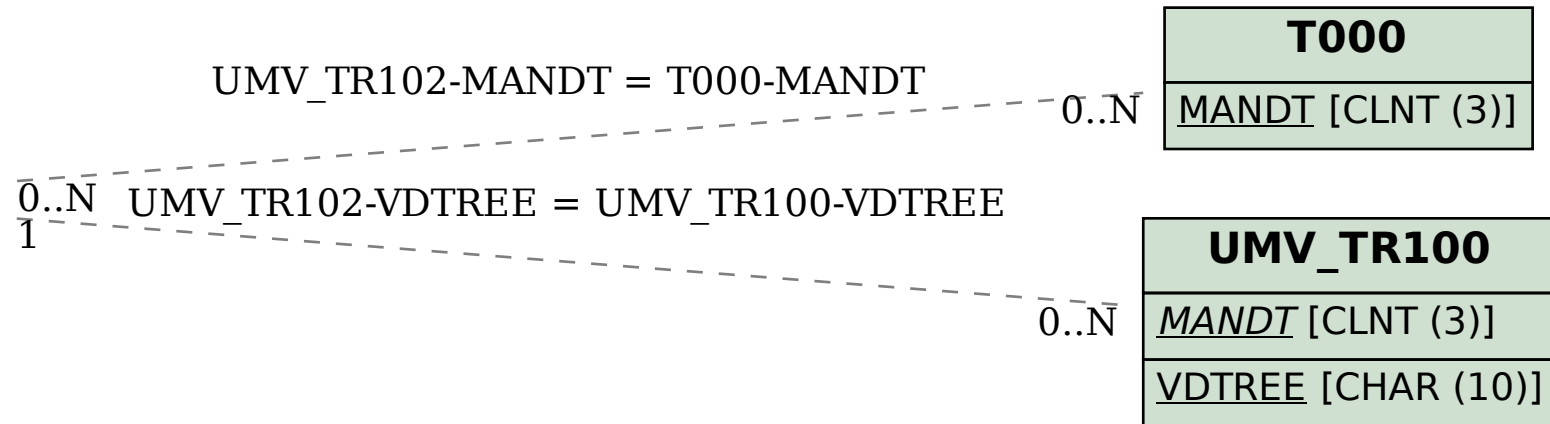 T000
UMV_TR102-MANDT = T000-MANDT
0..N
MANDT [CLNT (3)]
0..N
UMV_TR102-VDTREE = UMV_TR100-VDTREE
1
UMV_TR100
0..N
MANDT [CLNT (3)]
VDTREE [CHAR (10)]